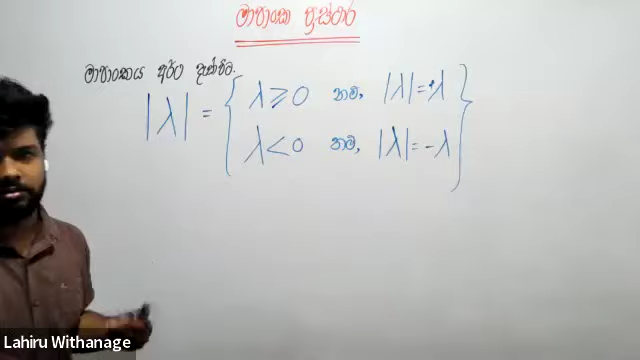 මාපාංක ප්‍රස්ථාර
මාපාංකය අර්ථ දැක්වීම.
|λ| = { λ ≥ 0 නම්, |λ| = +λ
λ < 0 නම්, |λ| = -λ }
Lahiru Withanage